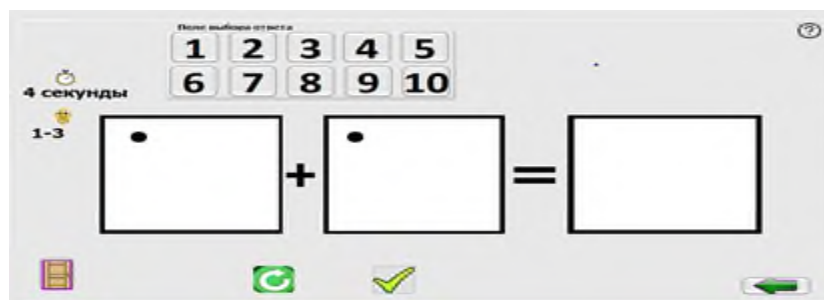 Поле выбора ответа
1 2 3 4 5
6 7 8 9 10
4 секунды
1-3
+ =
?